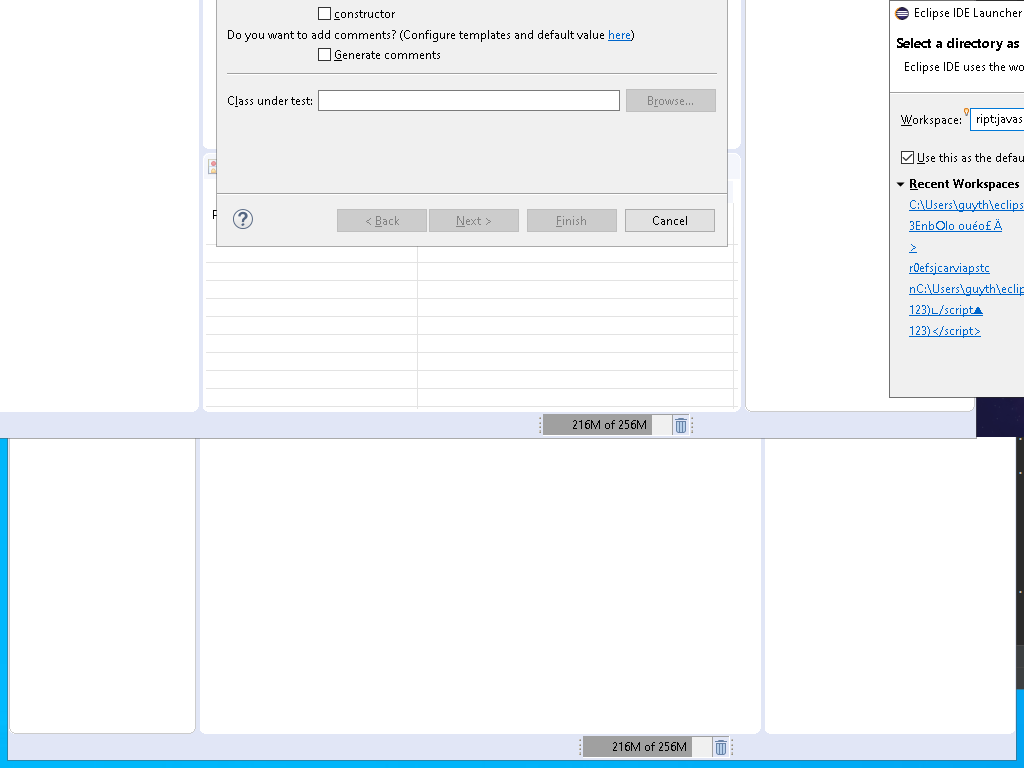 constructor
Do you want to add comments? (Configure templates and default value here)
Generate comments
Class under test:
Browse...
< Back
Next >
Finish
Cancel
216M of 256M
Eclipse IDE Launcher
Select a directory as
Eclipse IDE uses the wo
Workspace:
ript:javas
Use this as the defau
Recent Workspaces
C:\Users\guyth\eclips
3EnbOlo ouéo£Ä
>
r0efsjcarviapstc
nC:\Users\guyth\eclip
123)ட/script▲
123)</script>
216M of 256M